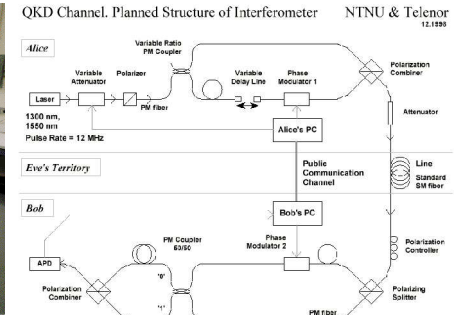 QKD Channel. Planned Structure of Interferometer
NTNU & Telenor
12.1998
Alice
Variable Ratio
PM Coupler
Polarization
Combiner
Variable
Attenuator
Polarizer
Variable
Delay Line
Phase
Modulator 1
Laser
PM fiber
Attenuator
1300 nm,
1550 nm
Pulse Rate = 12 MHz
Alice's PC
Eve's Territory
Public
Communication
Channel
Line
Standard
SM fiber
Bob
Bob's PC
PM Coupler
50/50
Phase
Modulator 2
Polarization
Controller
APD
'0'
Polarization
Combiner
Polarizing
Splitter
'1'
PM fiber